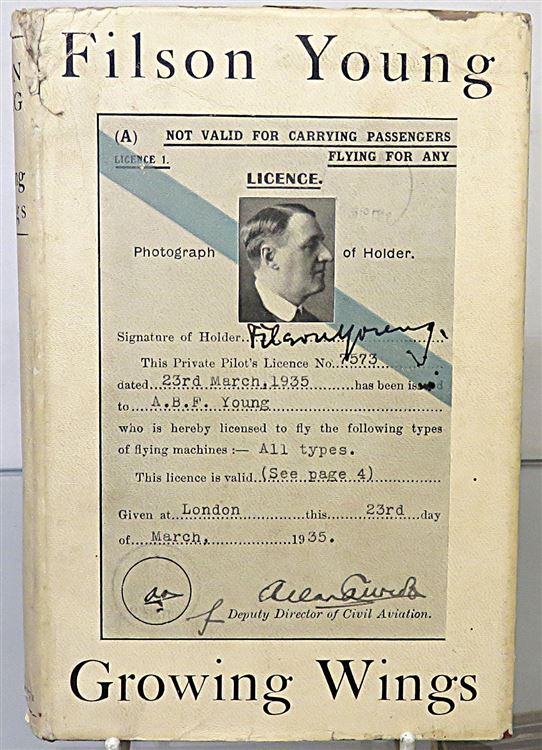 Filson Young
(A) NOT VALID FOR CARRYING PASSENGERS
LICENCE 1. FLYING FOR ANY
LICENCE.
Photograph of Holder.
Signature of Holder. Filson Young.
This Private Pilot's Licence No. 7573
dated 23rd March, 1935 has been issued
to A.B.F. Young
who is hereby licensed to fly the following types
of flying machines :— All types.
This licence is valid (See page 4)
Given at London this 23rd day
of March, 1935.
Deputy Director of Civil Aviation.
Growing Wings